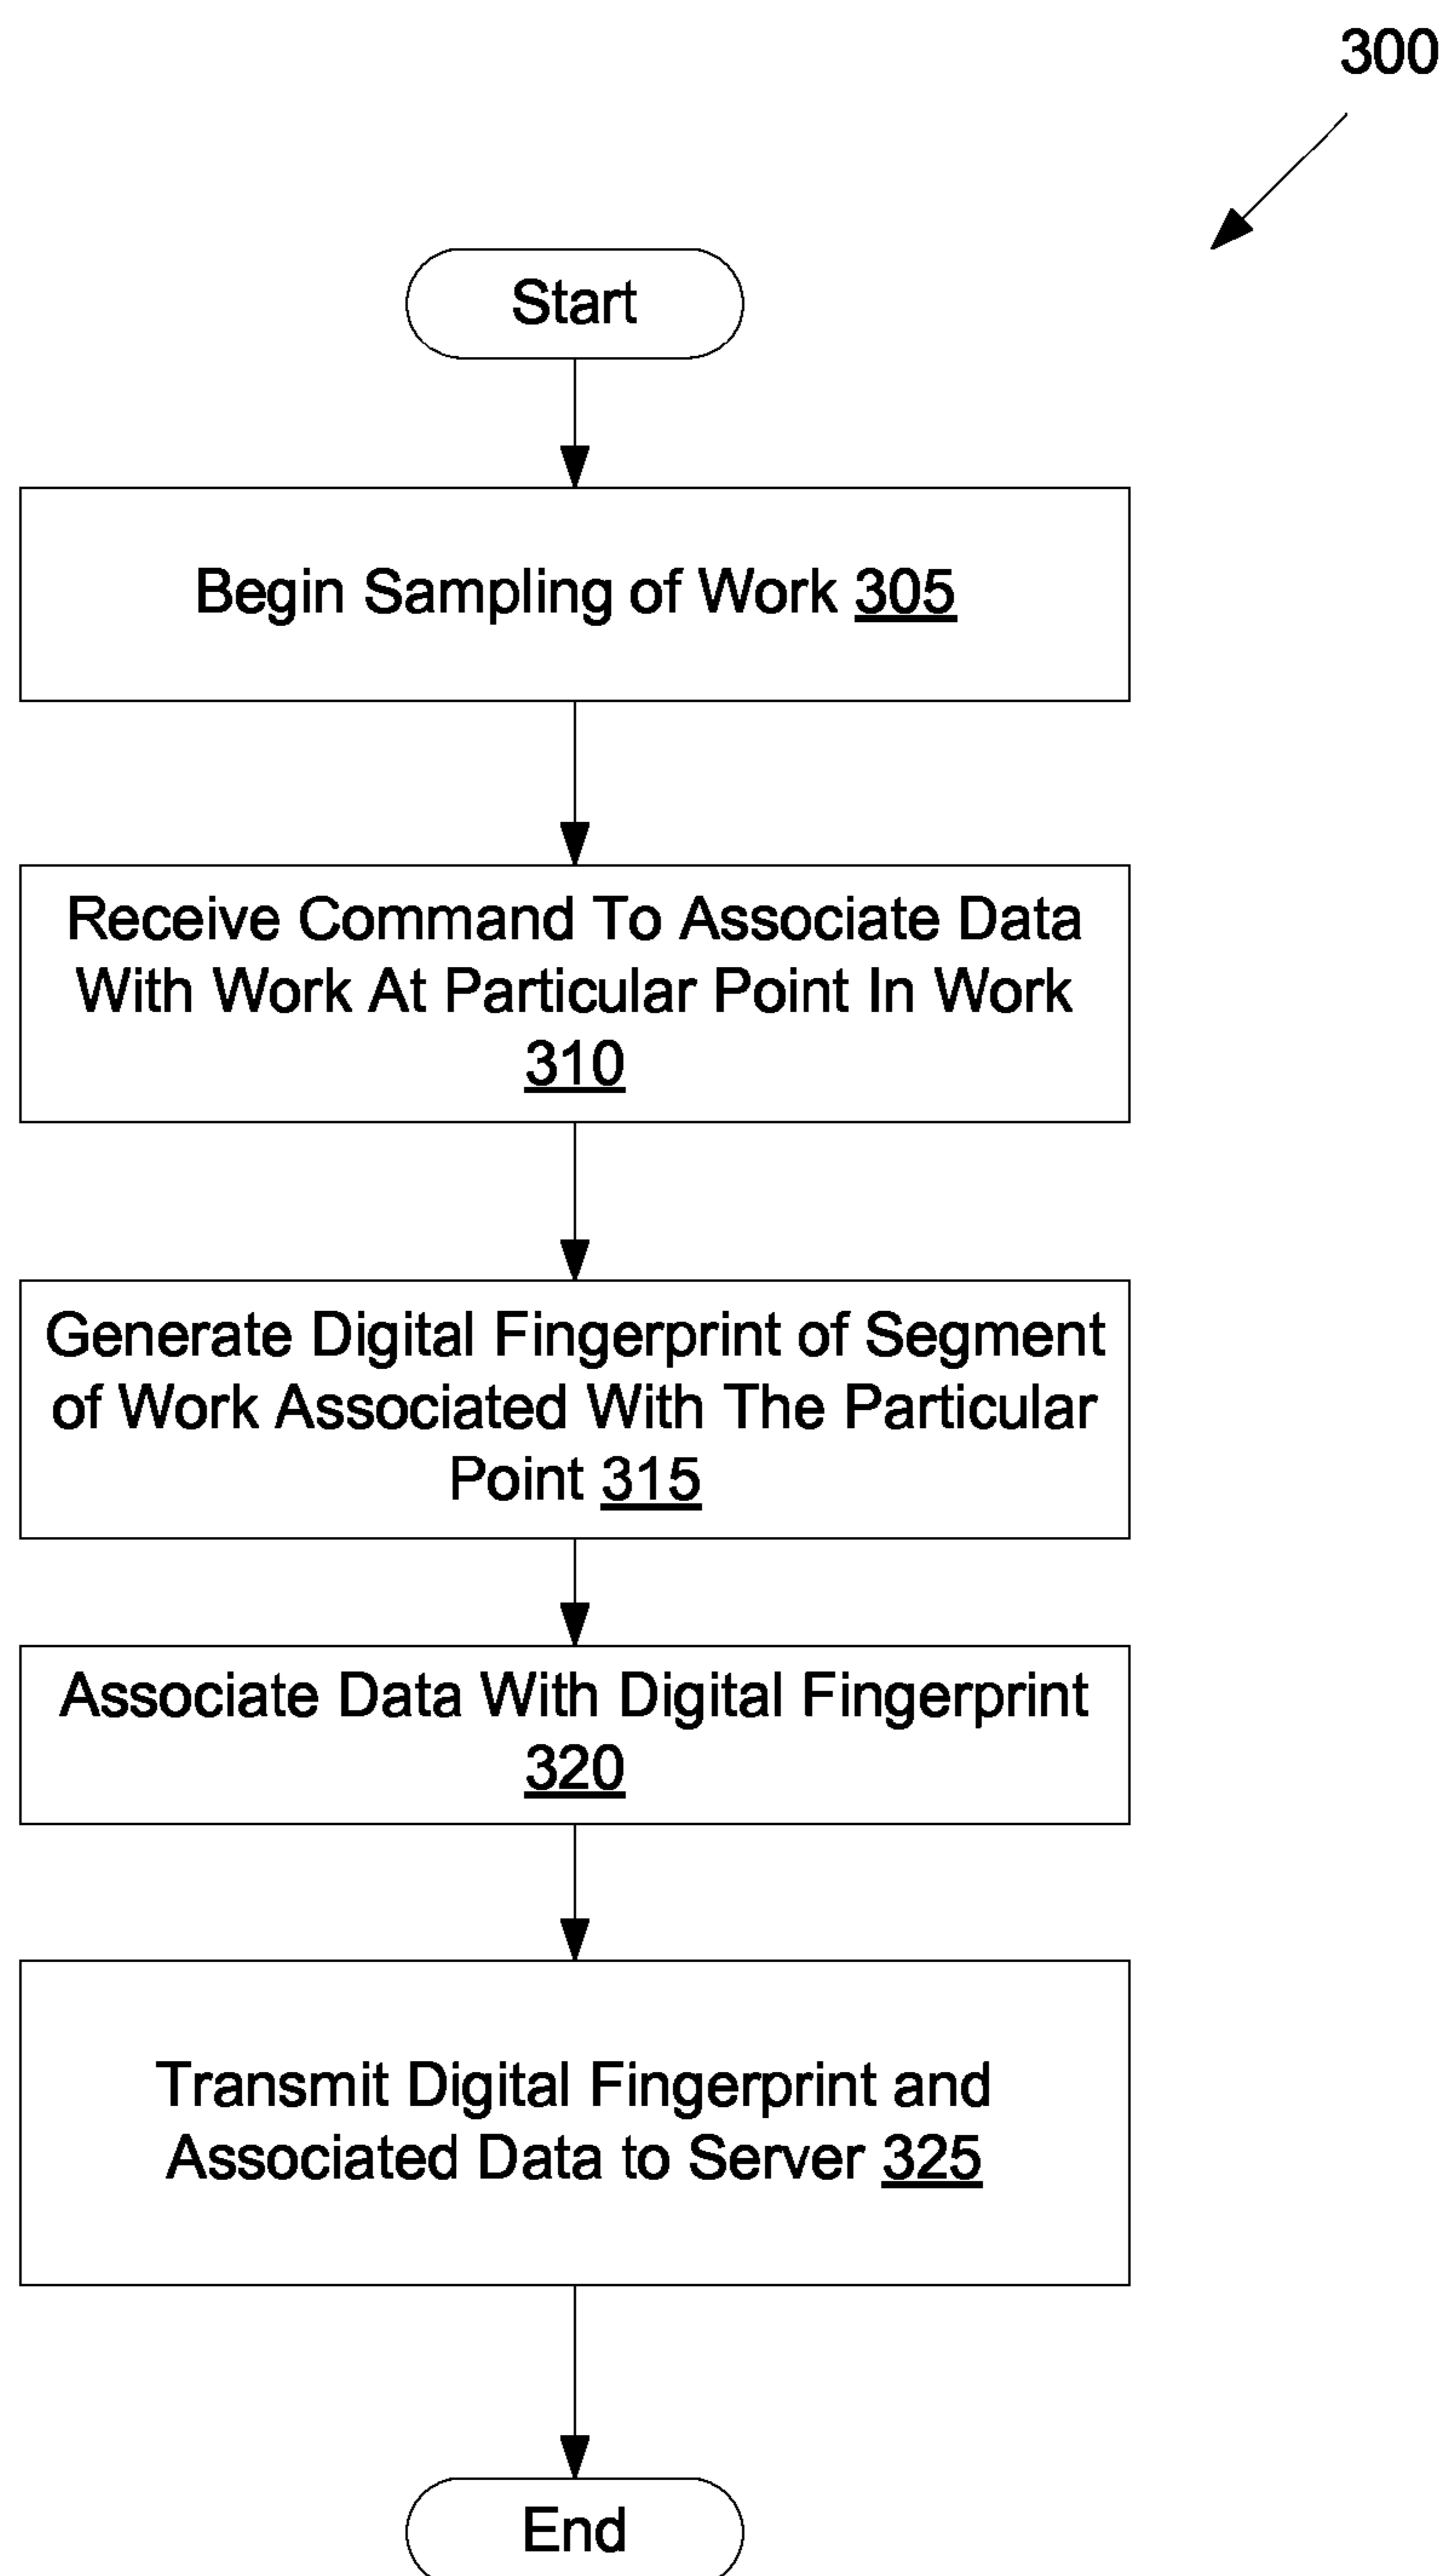 300
Start
Begin Sampling of Work 305
Receive Command To Associate Data
With Work At Particular Point In Work
310
Generate Digital Fingerprint of Segment
of Work Associated With The Particular
Point 315
Associate Data With Digital Fingerprint
320
Transmit Digital Fingerprint and
Associated Data to Server 325
End